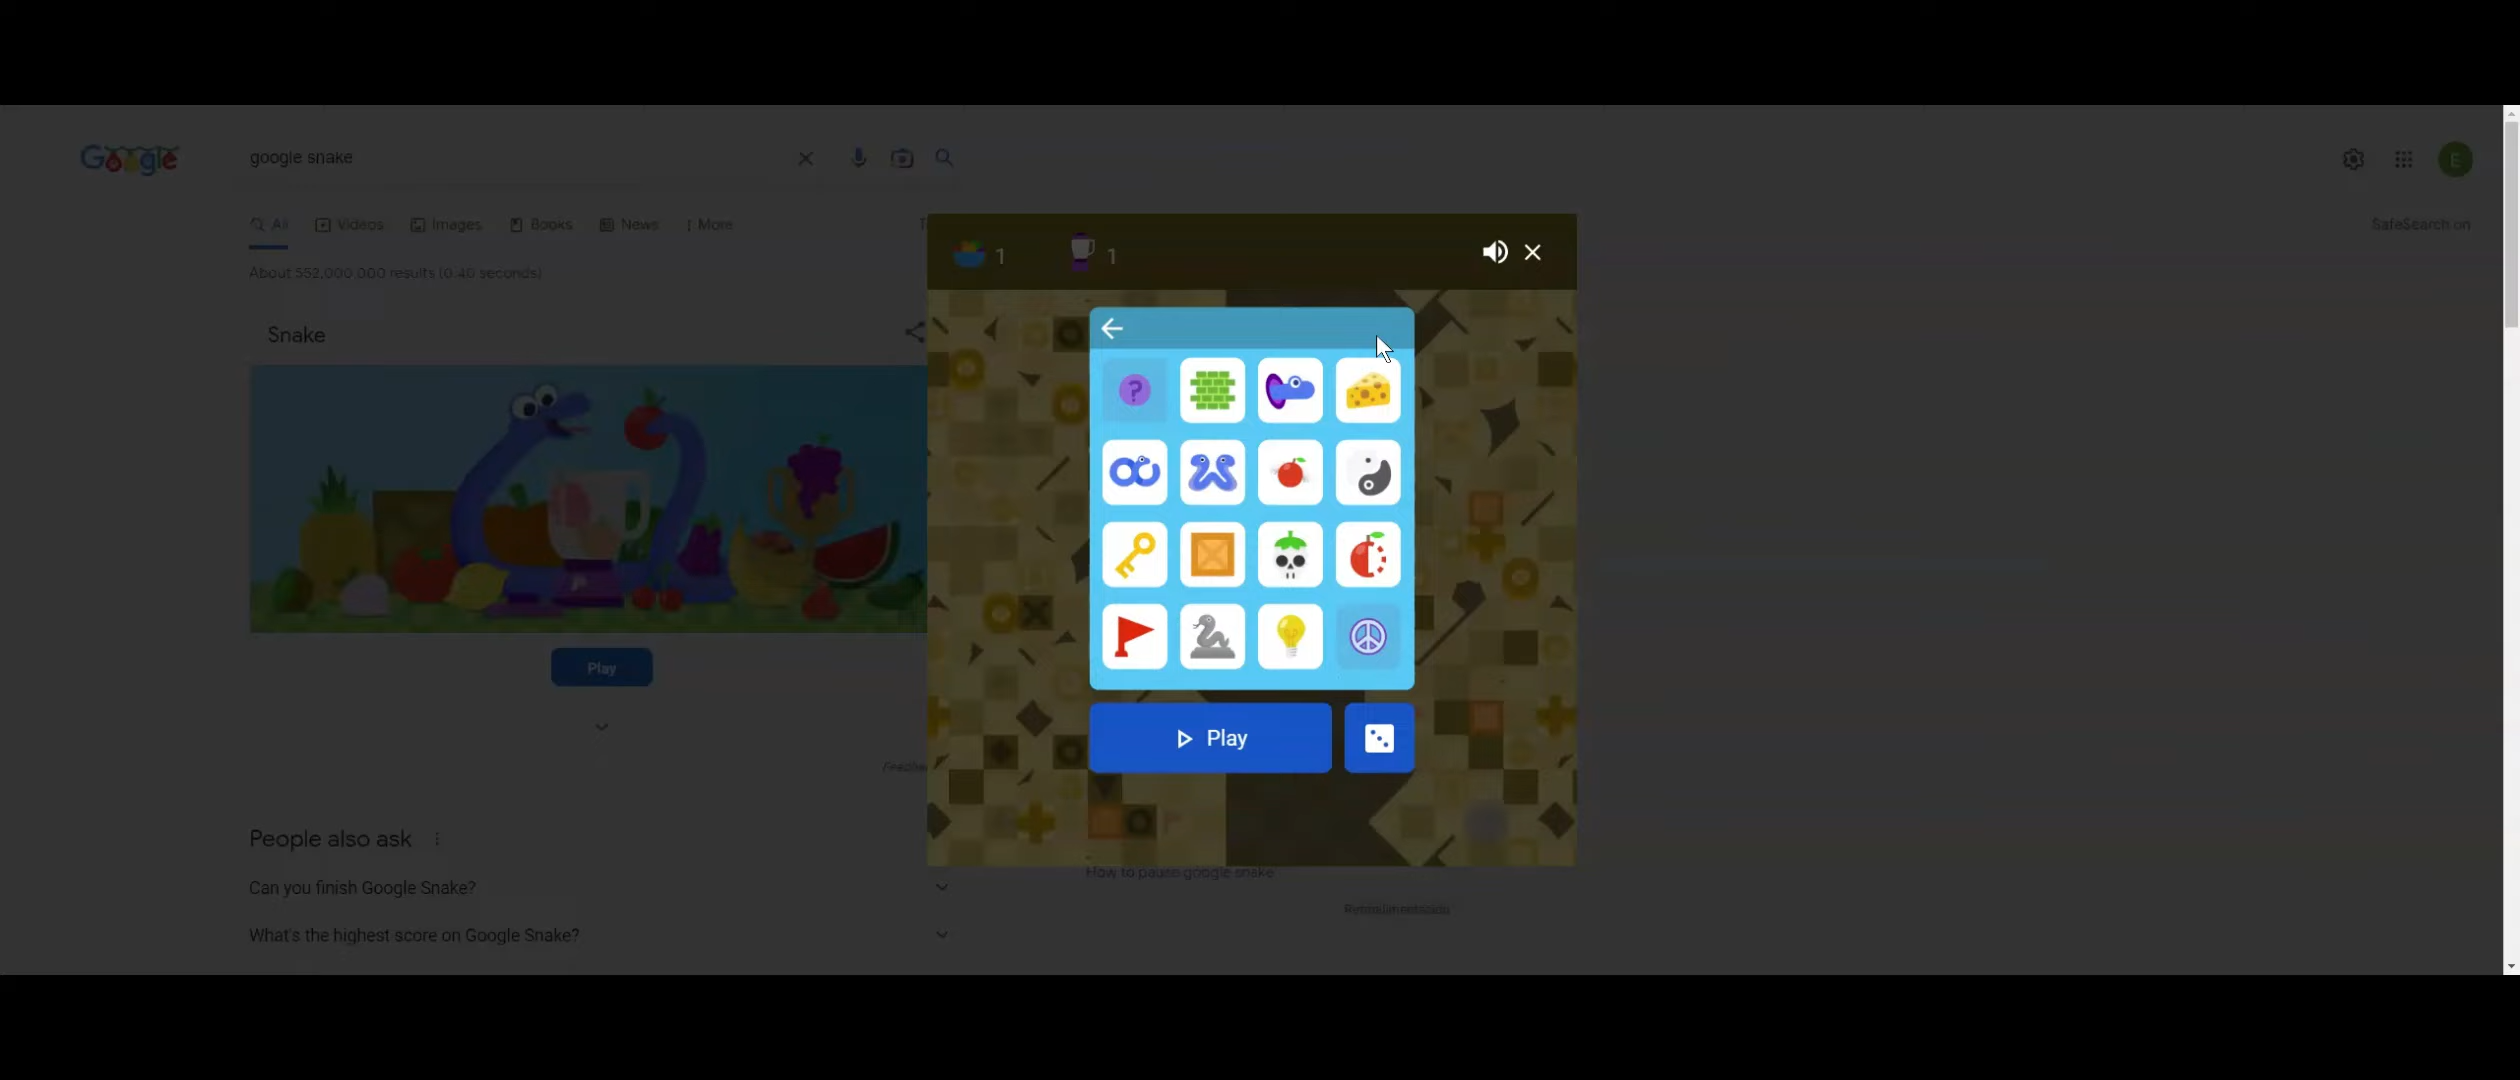 Google
google snake
All
Videos
Images
Books
News
More
SafeSearch on
About 552,000,000 results (0.40 seconds)
1
1
Snake
?
Play
Play
People also ask
Can you finish Google Snake?
How to pause google snake
What's the highest score on Google Snake?
E